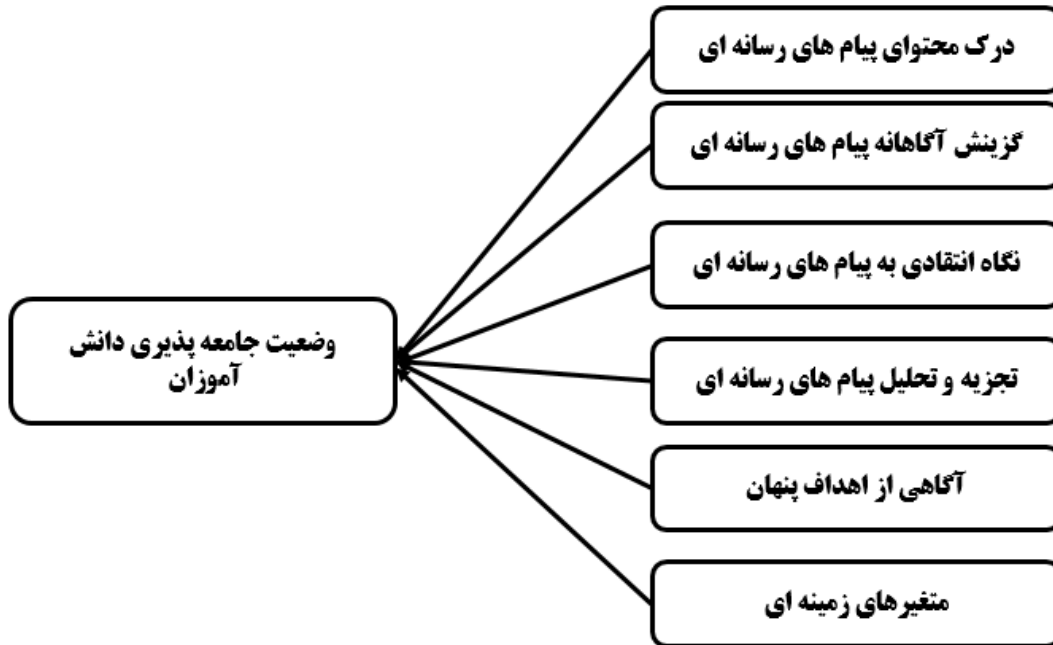 درک محتوای پیام های رسانه ای
گزینش آگاهانه پیام های رسانه ای
نگاه انتقادی به پیام های رسانه ای
تجزیه و تحلیل پیام های رسانه ای
آگاهی از اهداف پنهان
متغیرهای زمینه ای
وضعیت جامعه پذیری دانش
آموزان